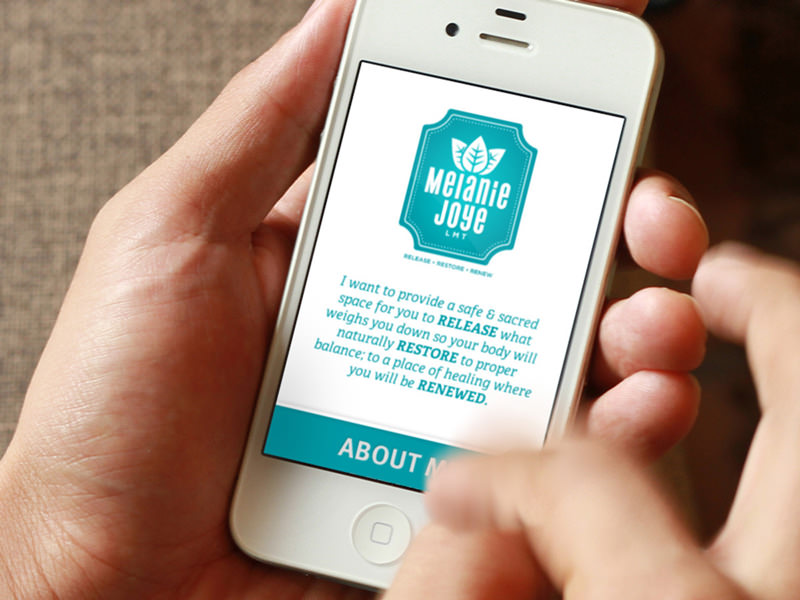 Melanie
Joye
LMT
RELEASE • RESTORE • RENEW
I want to provide a safe & sacred
space for you to RELEASE what
weighs you down so your body will
naturally RESTORE to proper
balance; to a place of healing where
you will be RENEWED.
ABOUT